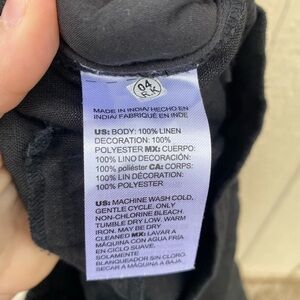 04
R.K
MADE IN INDIA/ HECHO EN
INDIA/ FABRIQUÉ EN INDE
US: BODY: 100% LINEN
DECORATION: 100%
POLYESTER MX: CUERPO:
100% LINO DECORACIÓN:
100% poliéster CA: CORPS:
100% LIN DÉCORATION:
100% POLYESTER
US: MACHINE WASH COLD,
GENTLE CYCLE. ONLY
NON-CHLORINE BLEACH.
TUMBLE DRY LOW. WARM
IRON. MAY BE DRY
CLEANED MX: LAVAR A
MÁQUINA CON AGUA FRÍA
EN CICLO SUAVE.
SOLAMENTE
BLANQUEADOR SIN CLORO.
SECAR A MÁQUINA A BAJA